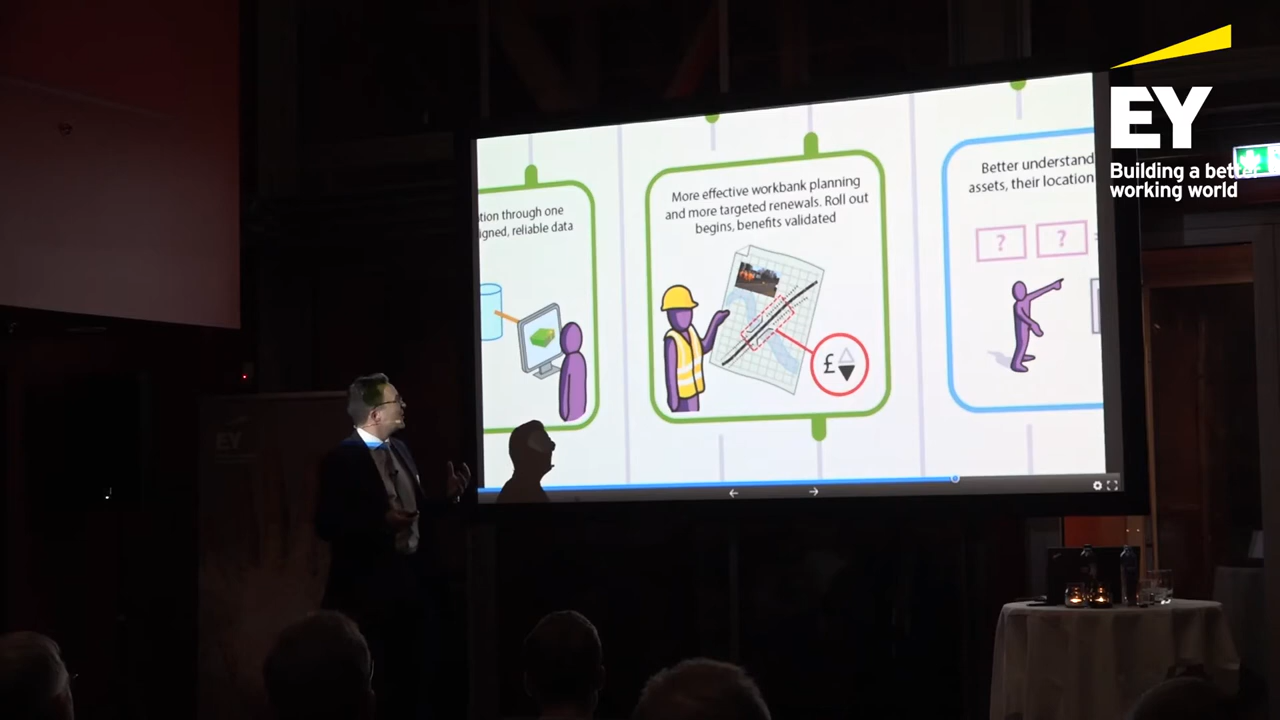 EY
Building a better
working world
ation through one
igned, reliable data
More effective workbank planning
and more targeted renewals. Roll out
begins, benefits validated
£
Better understand
assets, their location
? ?
EY